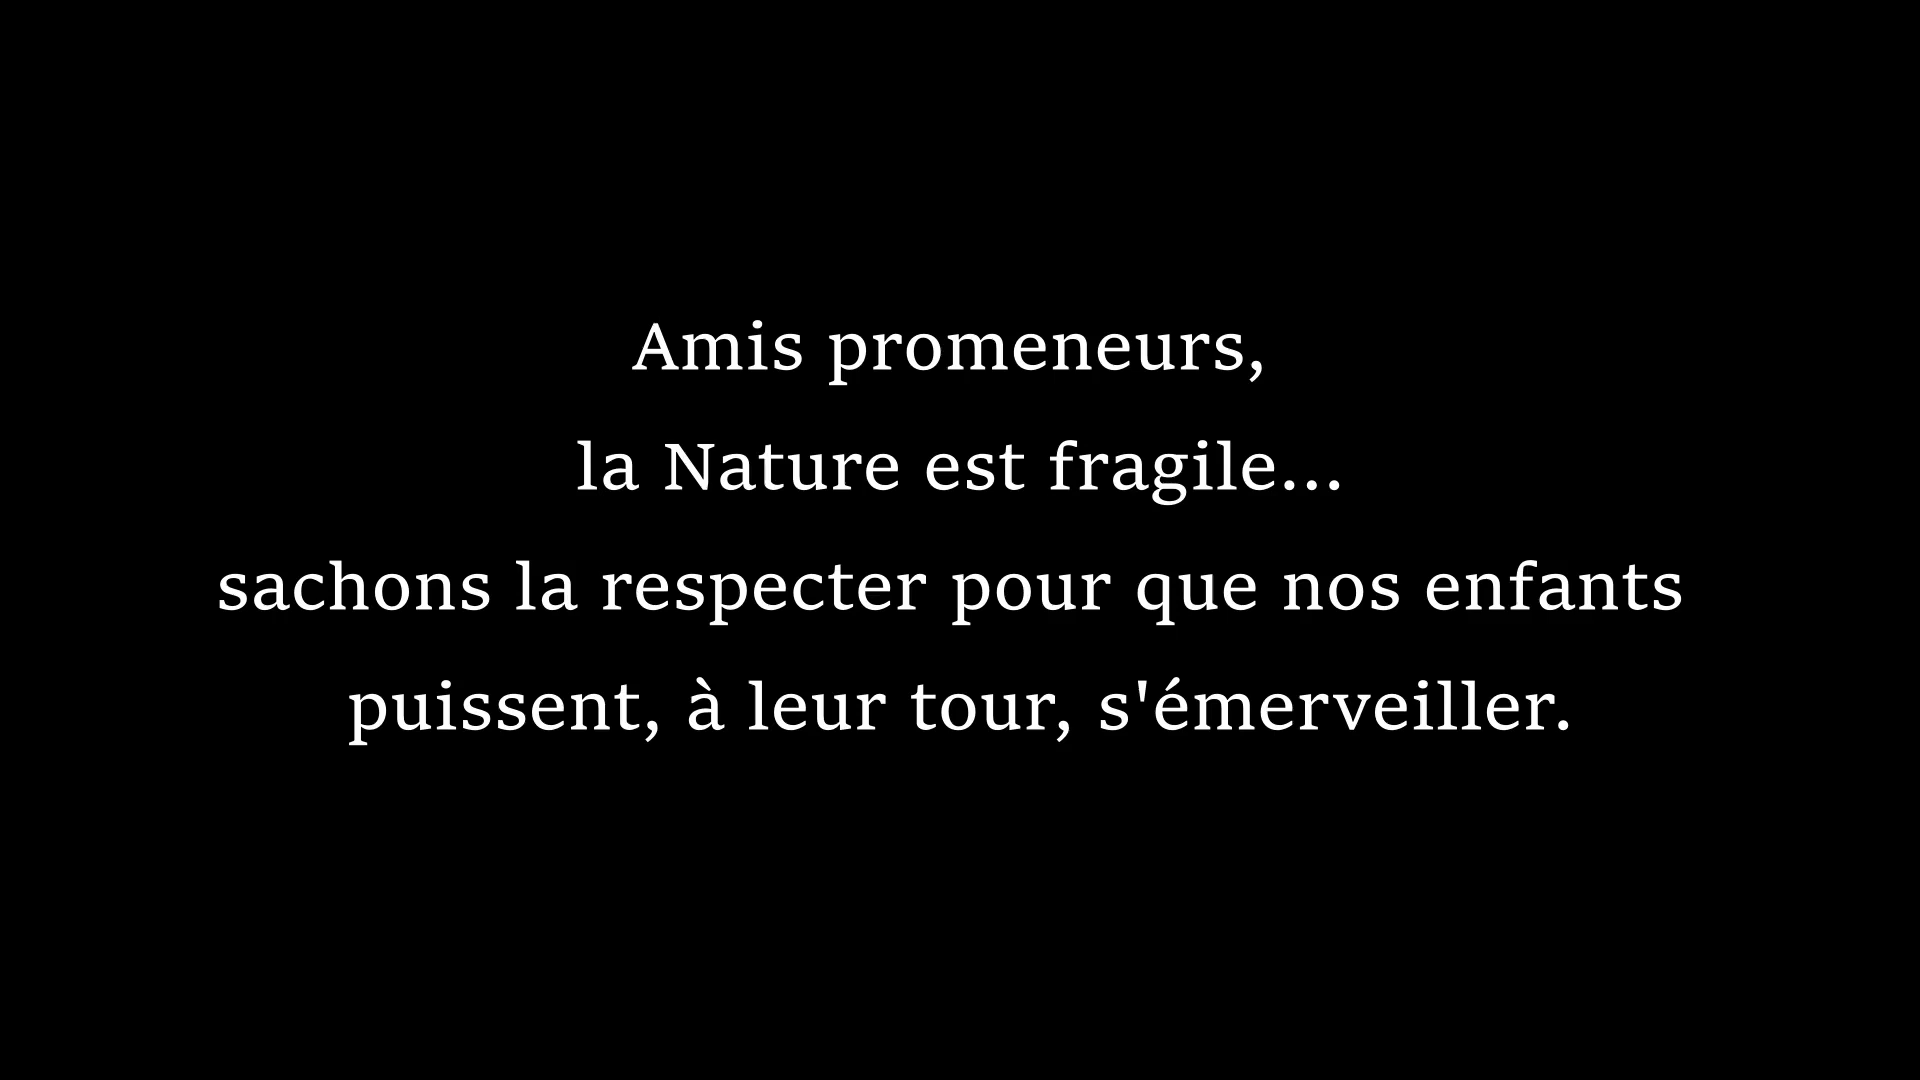 Amis promeneurs,
la Nature est fragile...
sachons la respecter pour que nos enfants
puissent, à leur tour, s'émerveiller.